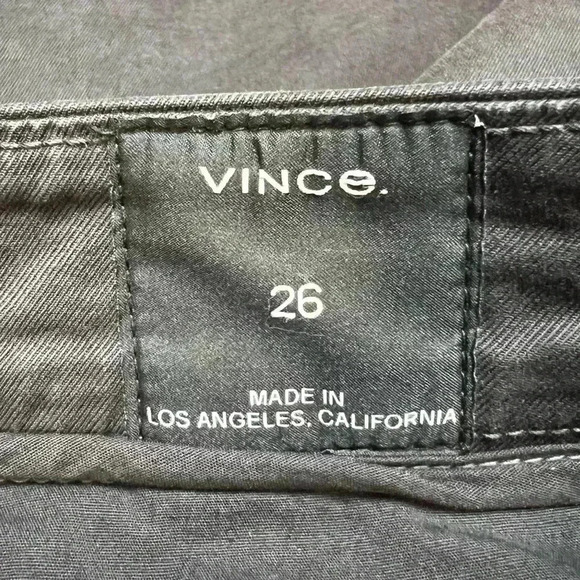 VINCe.
26
MADE IN
LOS ANGELES, CALIFORNIA